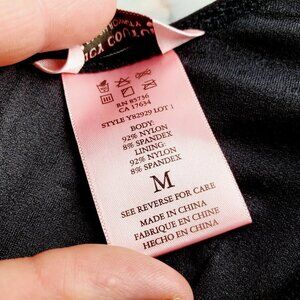 RN 85736
CA 17654
STYLE Y82929 LOT 1
BODY:
92% NYLON
8% SPANDEX
LINING:
92% NYLON
8% SPANDEX
M
SEE REVERSE FOR CARE
MADE IN CHINA
FABRIQUE EN CHINE
HECHO EN CHINA